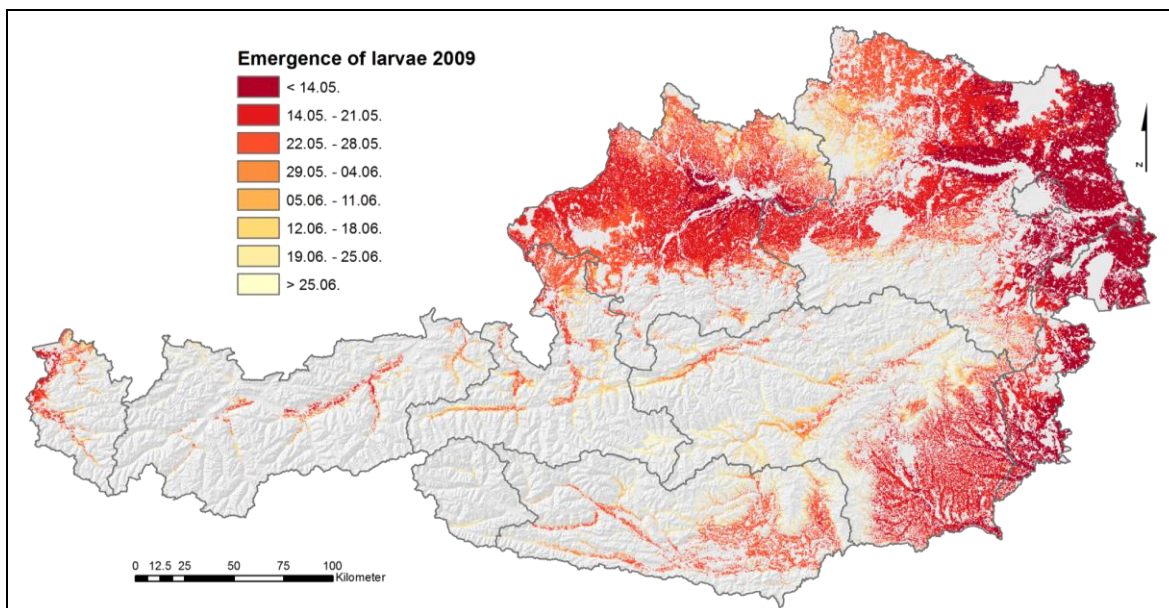 Emergence of larvae 2009
< 14.05.
14.05. - 21.05.
22.05. - 28.05.
29.05. - 04.06.
05.06. - 11.06.
12.06. - 18.06.
19.06. - 25.06.
> 25.06.
N
0 12.5 25 50 75 100
Kilometer